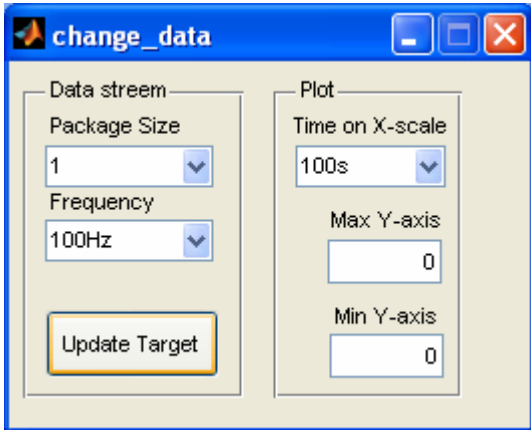 change_data
Data streem
Package Size
1
Frequency
100Hz
Update Target
Plot
Time on X-scale
100s
Max Y-axis
0
Min Y-axis
0